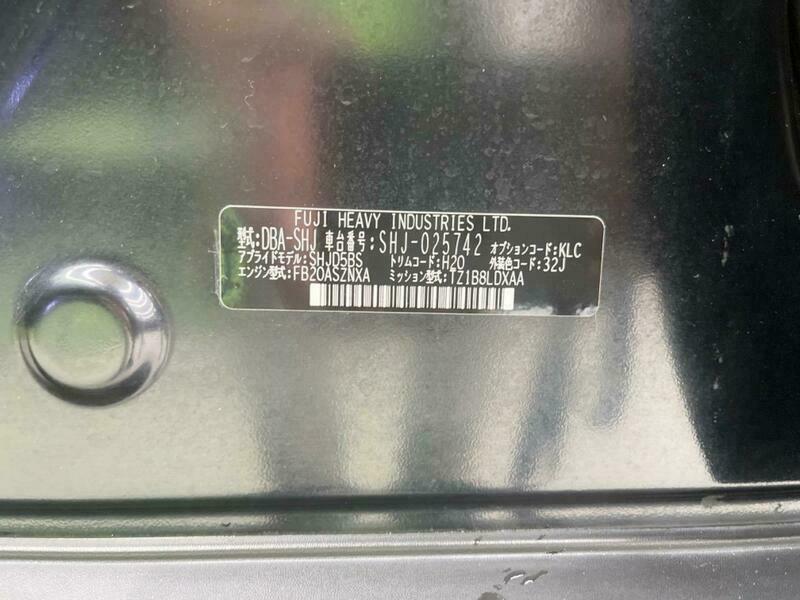 FUJI HEAVY INDUSTRIES LTD.
型式:DBA-SHJ 車台番号:SHJ-025742 オプションコード:KLC
アプライドモデル:SHJD5BS トリムコード:H20 外装色コード:32J
エンジン型式:FB20ASZNXA ミッション型式:TZ1B8LDXAA